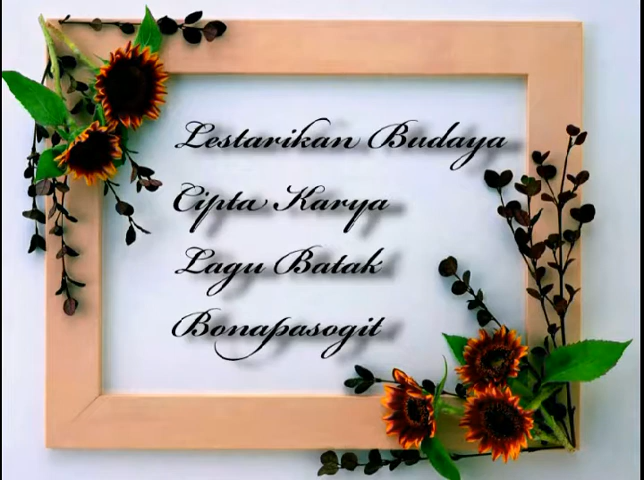 Lestarikan Budaya
Cipta Karya
Lagu Batak
Bonapasogit